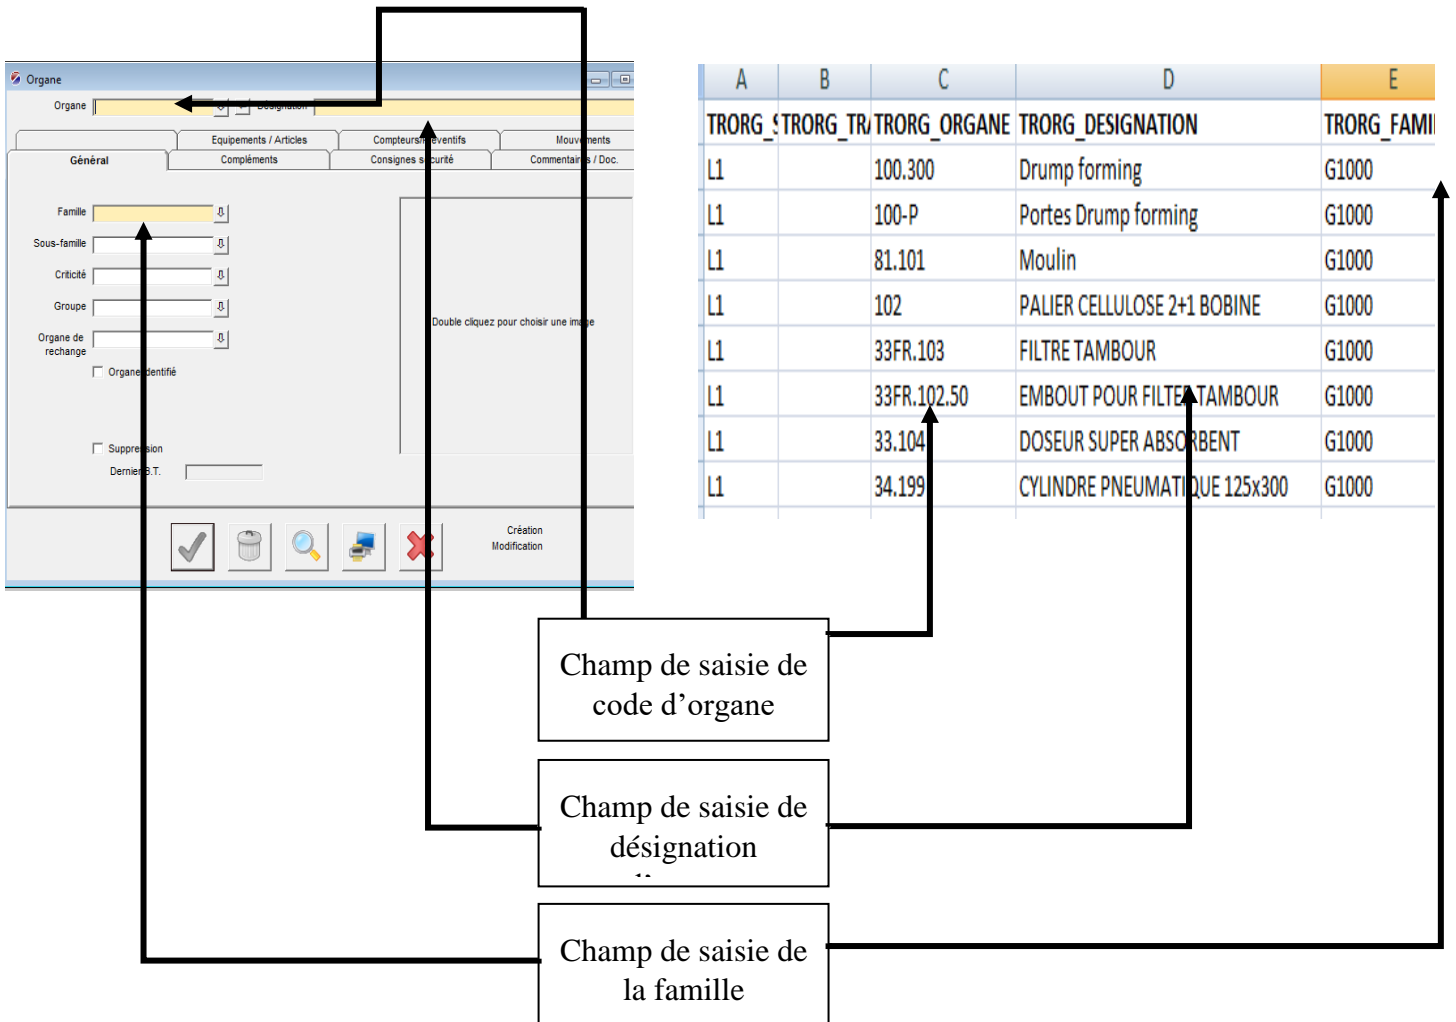 Organe
Organe
Désignation
Equipements / Articles
Compteurs/Préventifs
Mouvements
Général
Compléments
Consignes sécurité
Commentaires / Doc.
Famille
Sous-famille
Criticité
Groupe
Organe de
rechange
Organe identifié
Double cliquez pour choisir une image
Suppression
Dernier B.T.
Création
Modification
A B C D E
TRORG_ORGANE TRORG_DESIGNATION
L1 100.300 Drump forming G1000
L1 100-P Portes Drump forming G1000
L1 81.101 Moulin G1000
L1 102 PALIER CELLULOSE 2+1 BOBINE G1000
L1 33FR.103 FILTRE TAMBOUR G1000
L1 33FR.102.50 EMBOUT POUR FILTER TAMBOUR G1000
L1 33.104 DOSEUR SUPER ABSORBENT G1000
L1 34.199 CYLINDRE PNEUMATIQUE 125x300 G1000
Champ de saisie de
code d’organe
Champ de saisie de
désignation
Champ de saisie de
la famille